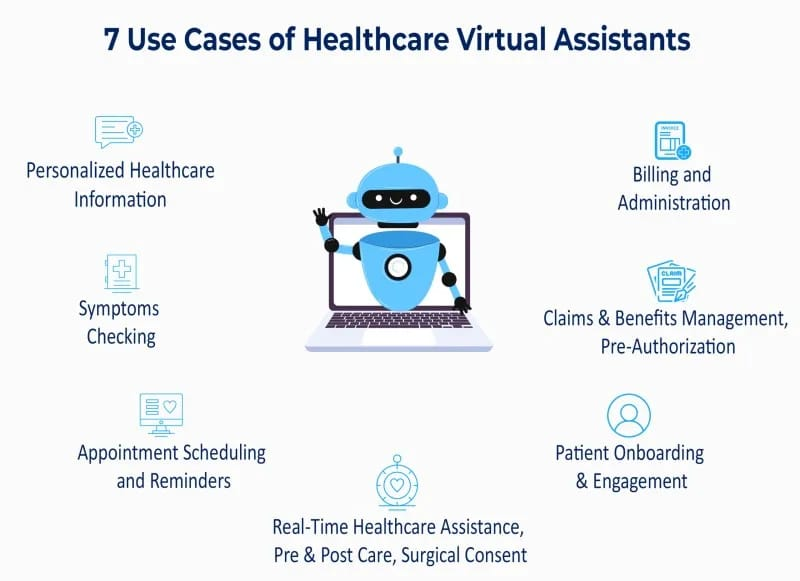 7 Use Cases of Healthcare Virtual Assistants
Personalized Healthcare
Information
Symptoms
Checking
Appointment Scheduling
and Reminders
Real-Time Healthcare Assistance,
Pre & Post Care, Surgical Consent
INVOICE
Billing and
Administration
CLAIM
Claims & Benefits Management,
Pre-Authorization
Patient Onboarding
& Engagement